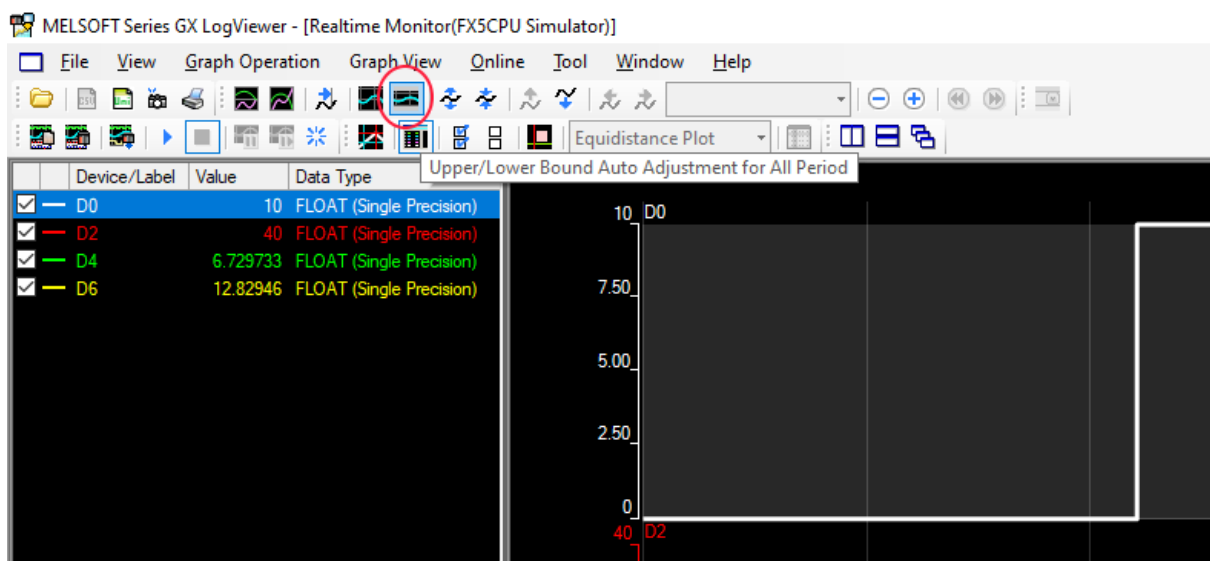 MELSOFT Series GX LogViewer - [Realtime Monitor(FX5CPU Simulator)]
File View Graph Operation Graph View Online Tool Window Help
Equidistance Plot
Upper/Lower Bound Auto Adjustment for All Period
Device/Label Value Data Type
D0 10 FLOAT (Single Precision)
D2 40 FLOAT (Single Precision)
D4 6.729733 FLOAT (Single Precision)
D6 12.82946 FLOAT (Single Precision)
10 D0
7.50
5.00
2.50
0
40 D2